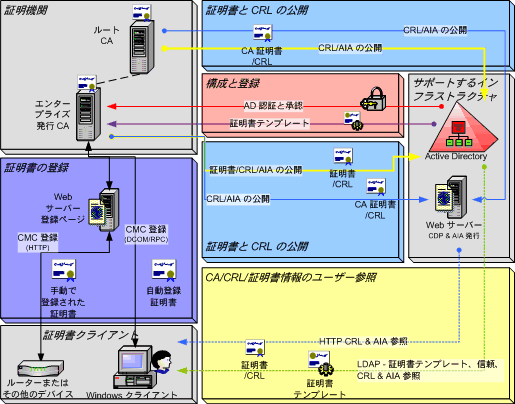 証明機関
ルート
CA
エンター
プライズ
発行 CA
証明書と CRL の公開
CRL/AIA の公開
CA 証明書
/CRL
CRL/AIA の公開
構成と登録
AD 認証と承認
証明書テンプレート
サポートするイン
フラストラクチャ
Active Directory
Web サーバー
CDP & AIA 発行
証明書/CRL/AIA の公開
証明書
/CRL
CRL/AIA の公開
CA 証明書
/CRL
証明書と CRL の公開
証明書の登録
Web
サーバー
登録ページ
CMC 登録
(HTTP)
CMC 登録
(DCOM/RPC)
手動で
登録された
証明書
自動登録
証明書
CA/CRL/証明書情報のユーザー参照
HTTP CRL & AIA 参照
証明書
/CRL
LDAP - 証明書テンプレート、信頼、
CRL & AIA 参照
証明書
テンプレート
証明書クライアント
ルーターまたは
その他のデバイス
Windows クライアント